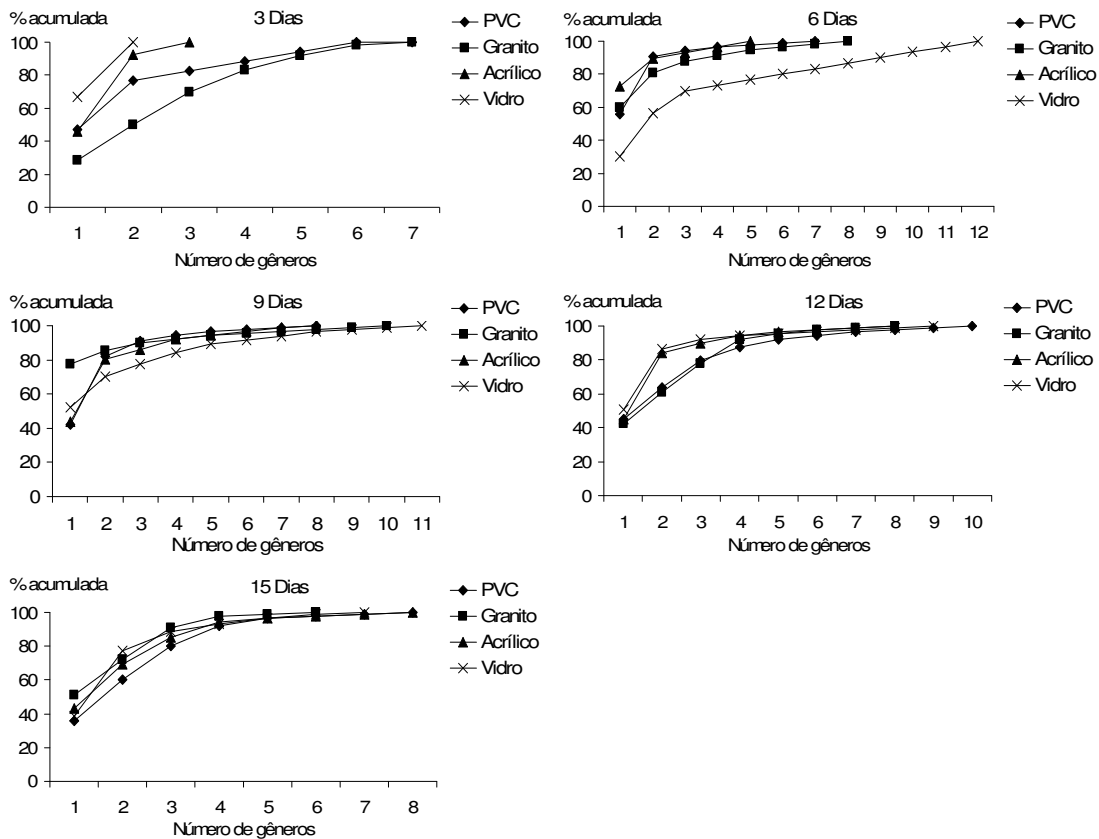 % acumulada
3 Dias
PVC
Granito
Acrílico
Vidro
100
80
60
40
20
0
1 2 3 4 5 6 7
Número de gêneros
% acumulada
6 Dias
PVC
Granito
Acrílico
Vidro
100
80
60
40
20
0
1 2 3 4 5 6 7 8 9 10 11 12
Número de gêneros
% acumulada
9 Dias
PVC
Granito
Acrílico
Vidro
100
80
60
40
20
0
1 2 3 4 5 6 7 8 9 10 11
Número de gêneros
% acumulada
12 Dias
PVC
Granito
Acrílico
Vidro
100
80
60
40
20
0
1 2 3 4 5 6 7 8 9 10
Número de gêneros
% acumulada
15 Dias
PVC
Granito
Acrílico
Vidro
100
80
60
40
20
0
1 2 3 4 5 6 7 8
Número de gêneros